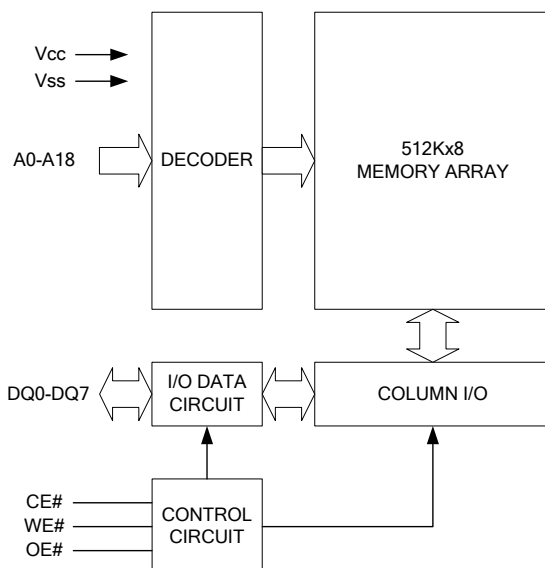 Vcc
Vss
A0-A18
DECODER
512Kx8
MEMORY ARRAY
DQ0-DQ7
I/O DATA
CIRCUIT
COLUMN I/O
CE#
WE#
OE#
CONTROL
CIRCUIT